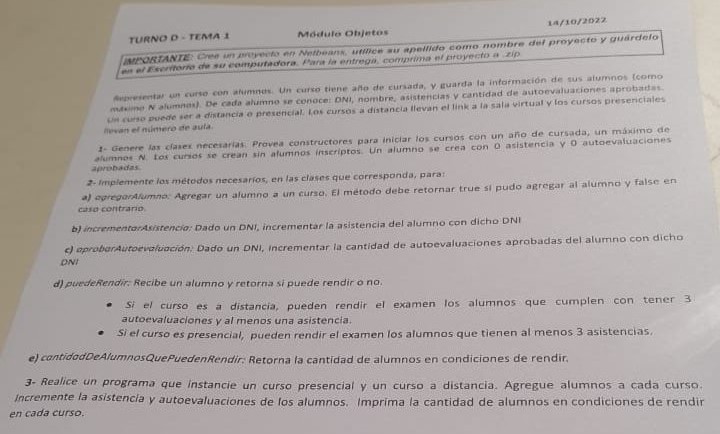 14/10/2022
TURNO D - TEMA 1 Módulo Objetos
IMPORTANTE: Cree un proyecto en Netbeans, utilice su apellido como nombre del proyecto y guárdelo
en el Escritorio de su computadora. Para la entrega, comprima el proyecto a .zip
Representar un curso con alumnos. Un curso tiene año de cursada, y guarda la información de sus alumnos (como
máximo N alumnos). De cada alumno se conoce: DNI, nombre, asistencias y cantidad de autoevaluaciones aprobadas.
Un curso puede ser a distancia o presencial. Los cursos a distancia llevan el link a la sala virtual y los cursos presenciales
llevan el número de aula.
1- Genere las clases necesarias. Provea constructores para iniciar los cursos con un año de cursada, un máximo de
alumnos N. Los cursos se crean sin alumnos inscriptos. Un alumno se crea con 0 asistencia y 0 autoevaluaciones
aprobadas.
2- Implemente los métodos necesarios, en las clases que corresponda, para:
a) agregarAlumno: Agregar un alumno a un curso. El método debe retornar true si pudo agregar al alumno y false en
caso contrario.
b) incrementarAsistencia: Dado un DNI, incrementar la asistencia del alumno con dicho DNI
c) aprobarAutoevaluación: Dado un DNI, incrementar la cantidad de autoevaluaciones aprobadas del alumno con dicho
DNI
d) puedeRendir: Recibe un alumno y retorna si puede rendir o no.
• Si el curso es a distancia, pueden rendir el examen los alumnos que cumplen con tener 3
autoevaluaciones y al menos una asistencia.
• Si el curso es presencial, pueden rendir el examen los alumnos que tienen al menos 3 asistencias.
e) cantidadDeAlumnosQuePuedenRendir: Retorna la cantidad de alumnos en condiciones de rendir.
3- Realice un programa que instancie un curso presencial y un curso a distancia. Agregue alumnos a cada curso.
Incremente la asistencia y autoevaluaciones de los alumnos. Imprima la cantidad de alumnos en condiciones de rendir
en cada curso.